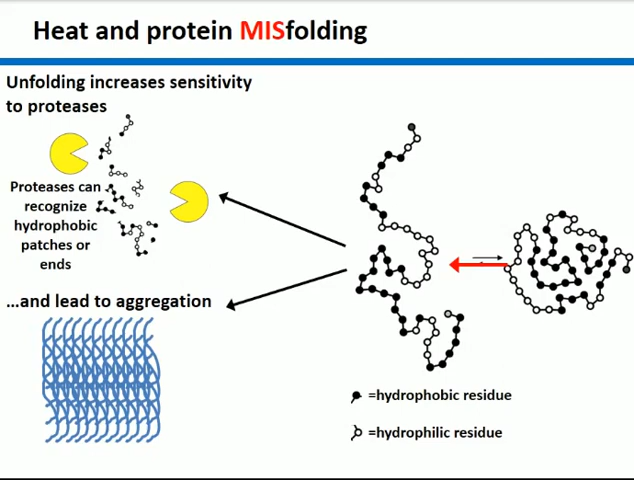 Heat and protein MISfolding
Unfolding increases sensitivity
to proteases
Proteases can
recognize
hydrophobic
patches or
ends
...and lead to aggregation
=hydrophobic residue
=hydrophilic residue